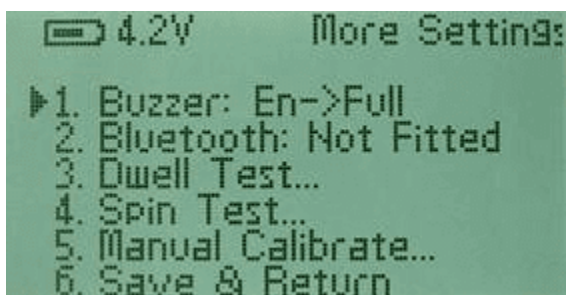 4.2V More Settings
1. Buzzer: En->Full
2. Bluetooth: Not Fitted
3. Dwell Test...
4. Spin Test...
5. Manual Calibrate...
6. Save & Return